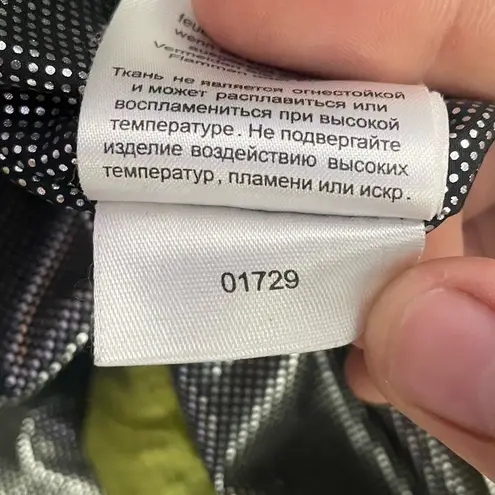 wenn
Ткань не является огнестойкой
и может расплавиться или
воспламениться при высокой
температуре. Не подвергайте
изделие воздействию высоких
температур, пламени или искр.
01729